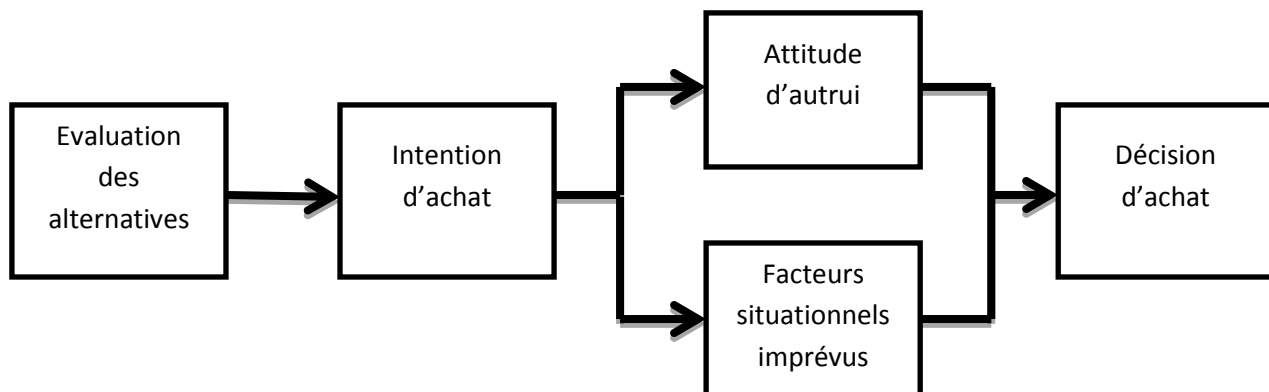 Evaluation
des
alternatives
Intention
d’achat
Attitude
d’autrui
Facteurs
situationnels
imprévus
Décision
d’achat